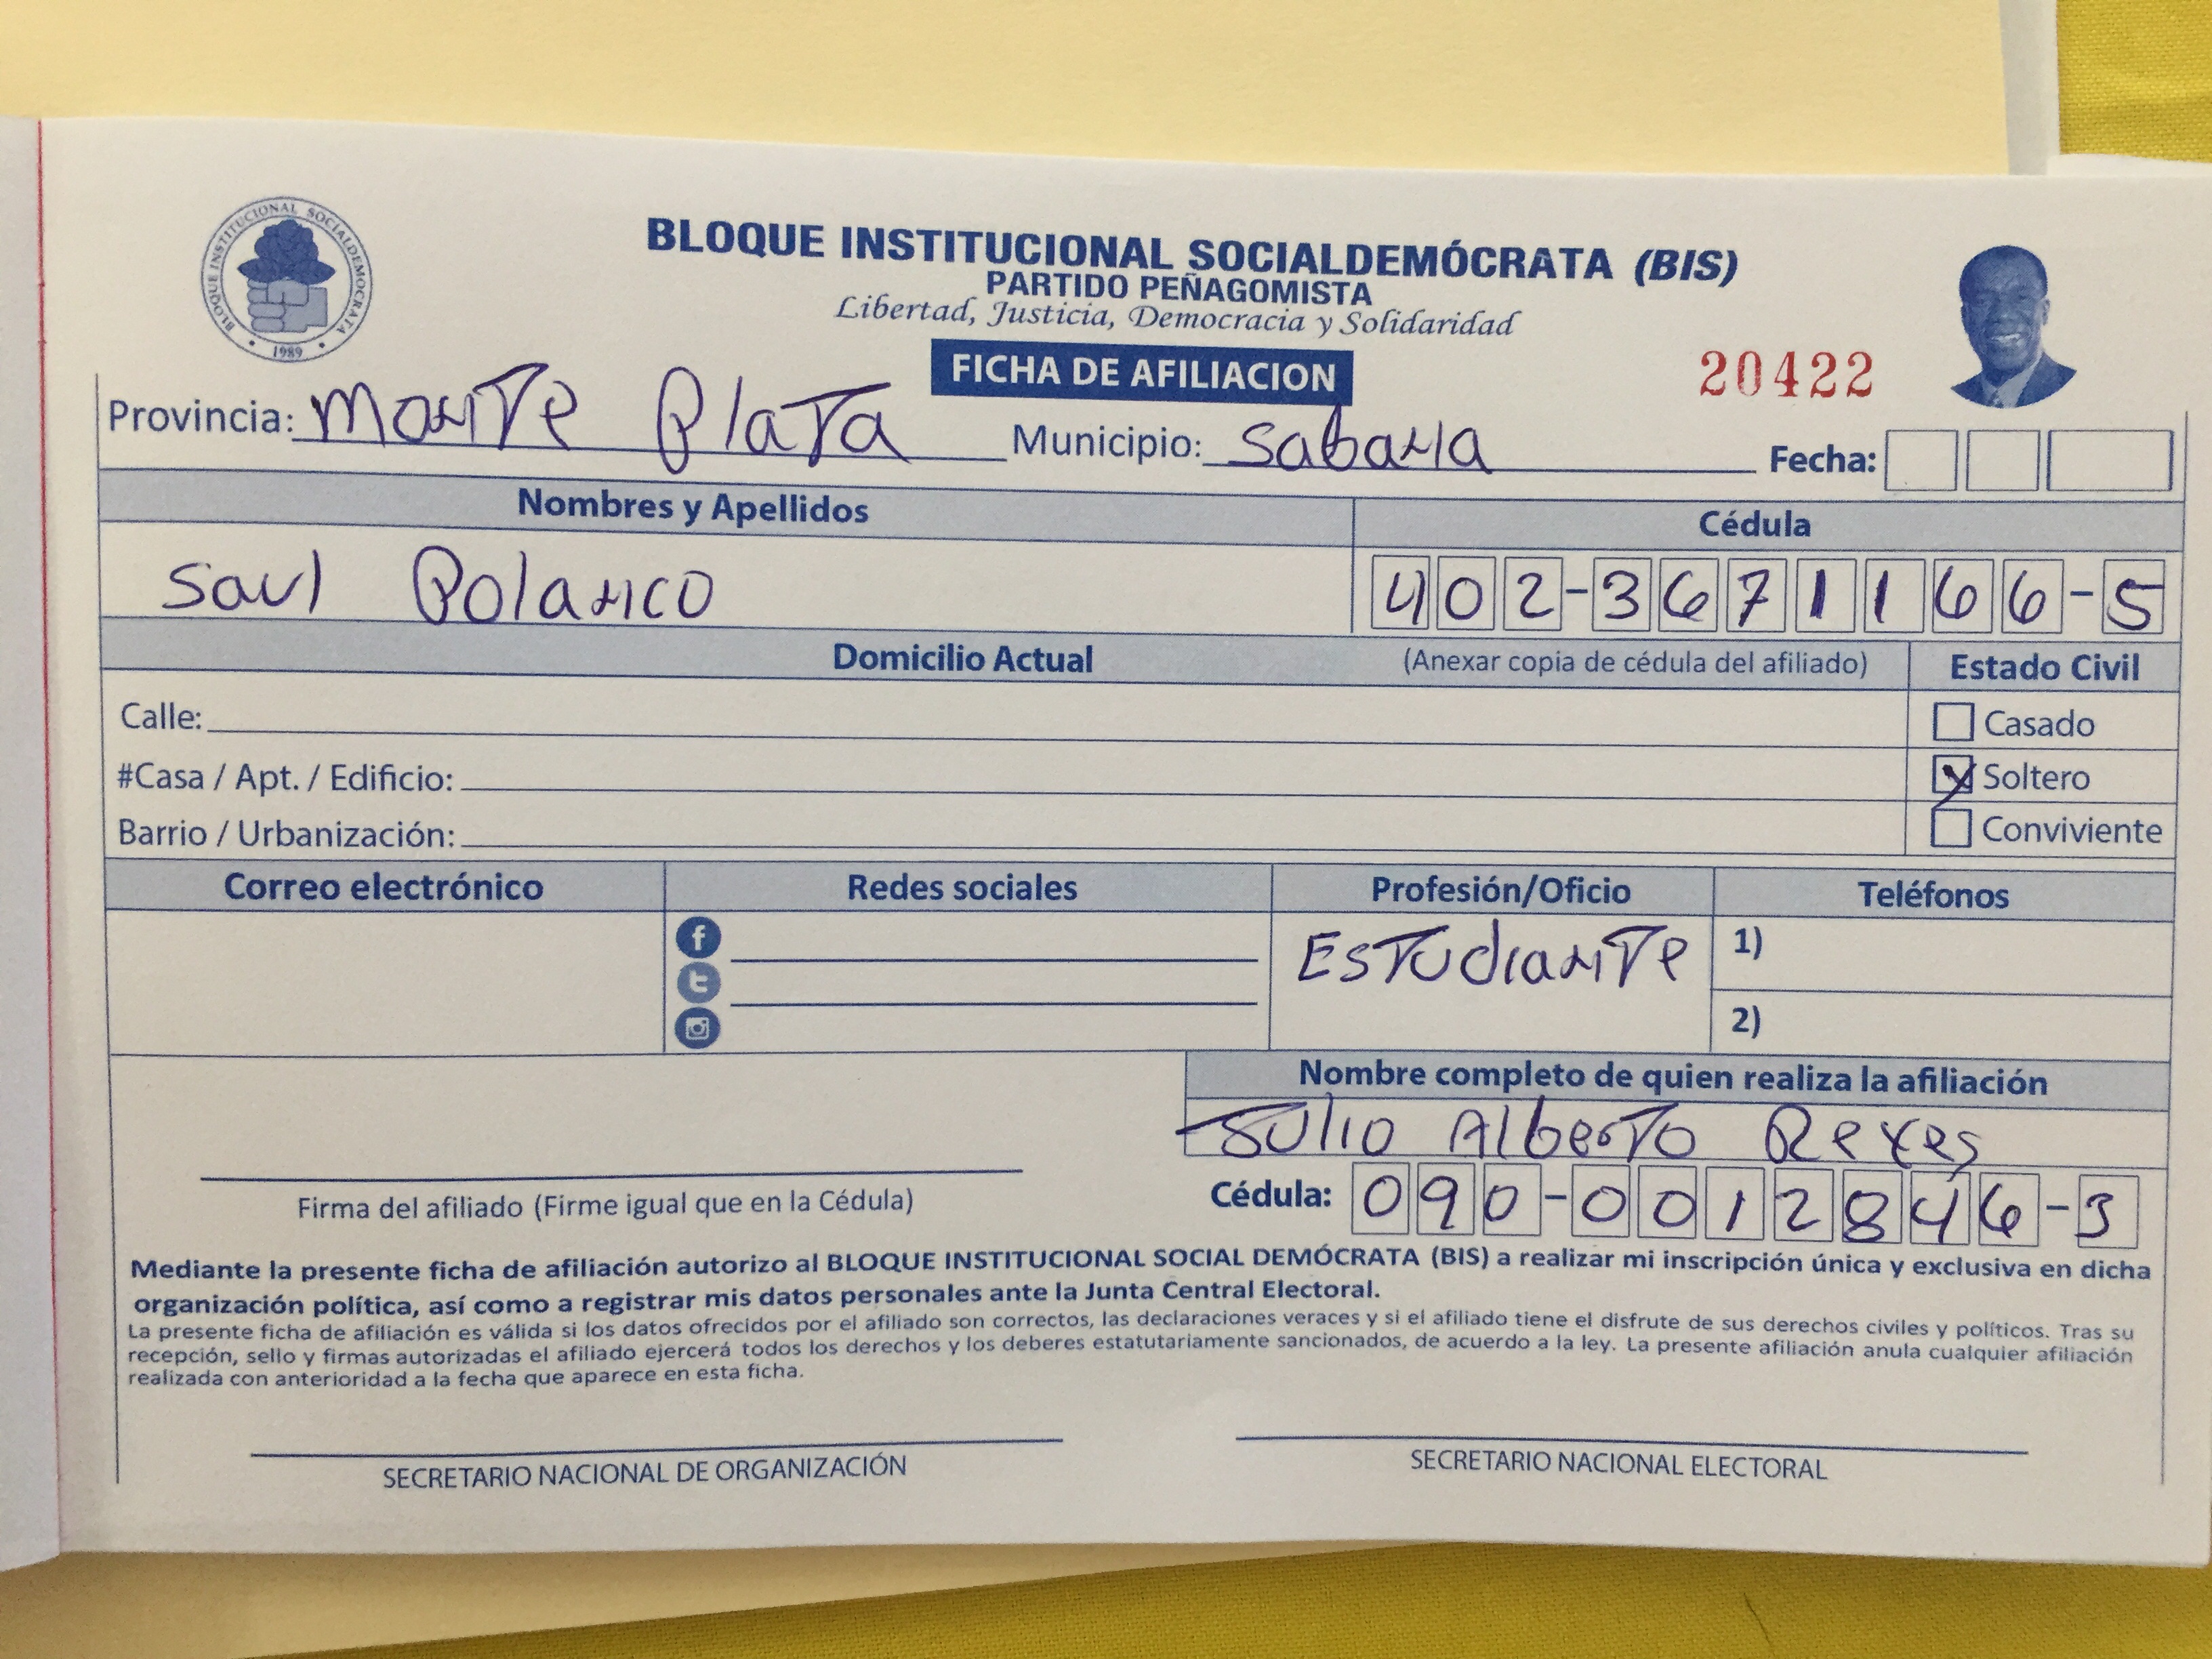 BLOQUE INSTITUCIONAL SOCIALDEMOCRATA
1989
BLOQUE INSTITUCIONAL SOCIALDEMÓCRATA (BIS)
PARTIDO PEÑAGOMISTA
Libertad, Justicia, Democracia y Solidaridad
FICHA DE AFILIACION
20422
Provincia: Monte Plata Municipio: Sabana Fecha:
Nombres y Apellidos Cédula
Saul Polanco 402-3671166-5
Domicilio Actual (Anexar copia de cédula del afiliado) Estado Civil
Calle: Casado
#Casa / Apt. / Edificio: Soltero
Barrio / Urbanización: Conviviente
Correo electrónico Redes sociales Profesión/Oficio Teléfonos
Estudiante 1)
2)
Nombre completo de quien realiza la afiliación
Julio Alberto Reyes
Cédula: 090-0012846-3
Firma del afiliado (Firme igual que en la Cédula)
Mediante la presente ficha de afiliación autorizo al BLOQUE INSTITUCIONAL SOCIAL DEMÓCRATA (BIS) a realizar mi inscripción única y exclusiva en dicha
organización política, así como a registrar mis datos personales ante la Junta Central Electoral.
La presente ficha de afiliación es válida si los datos ofrecidos por el afiliado son correctos, las declaraciones veraces y si el afiliado tiene el disfrute de sus derechos civiles y políticos. Tras su
recepción, sello y firmas autorizadas el afiliado ejercerá todos los derechos y los deberes estatutariamente sancionados, de acuerdo a la ley. La presente afiliación anula cualquier afiliación
realizada con anterioridad a la fecha que aparece en esta ficha.
SECRETARIO NACIONAL DE ORGANIZACIÓN SECRETARIO NACIONAL ELECTORAL